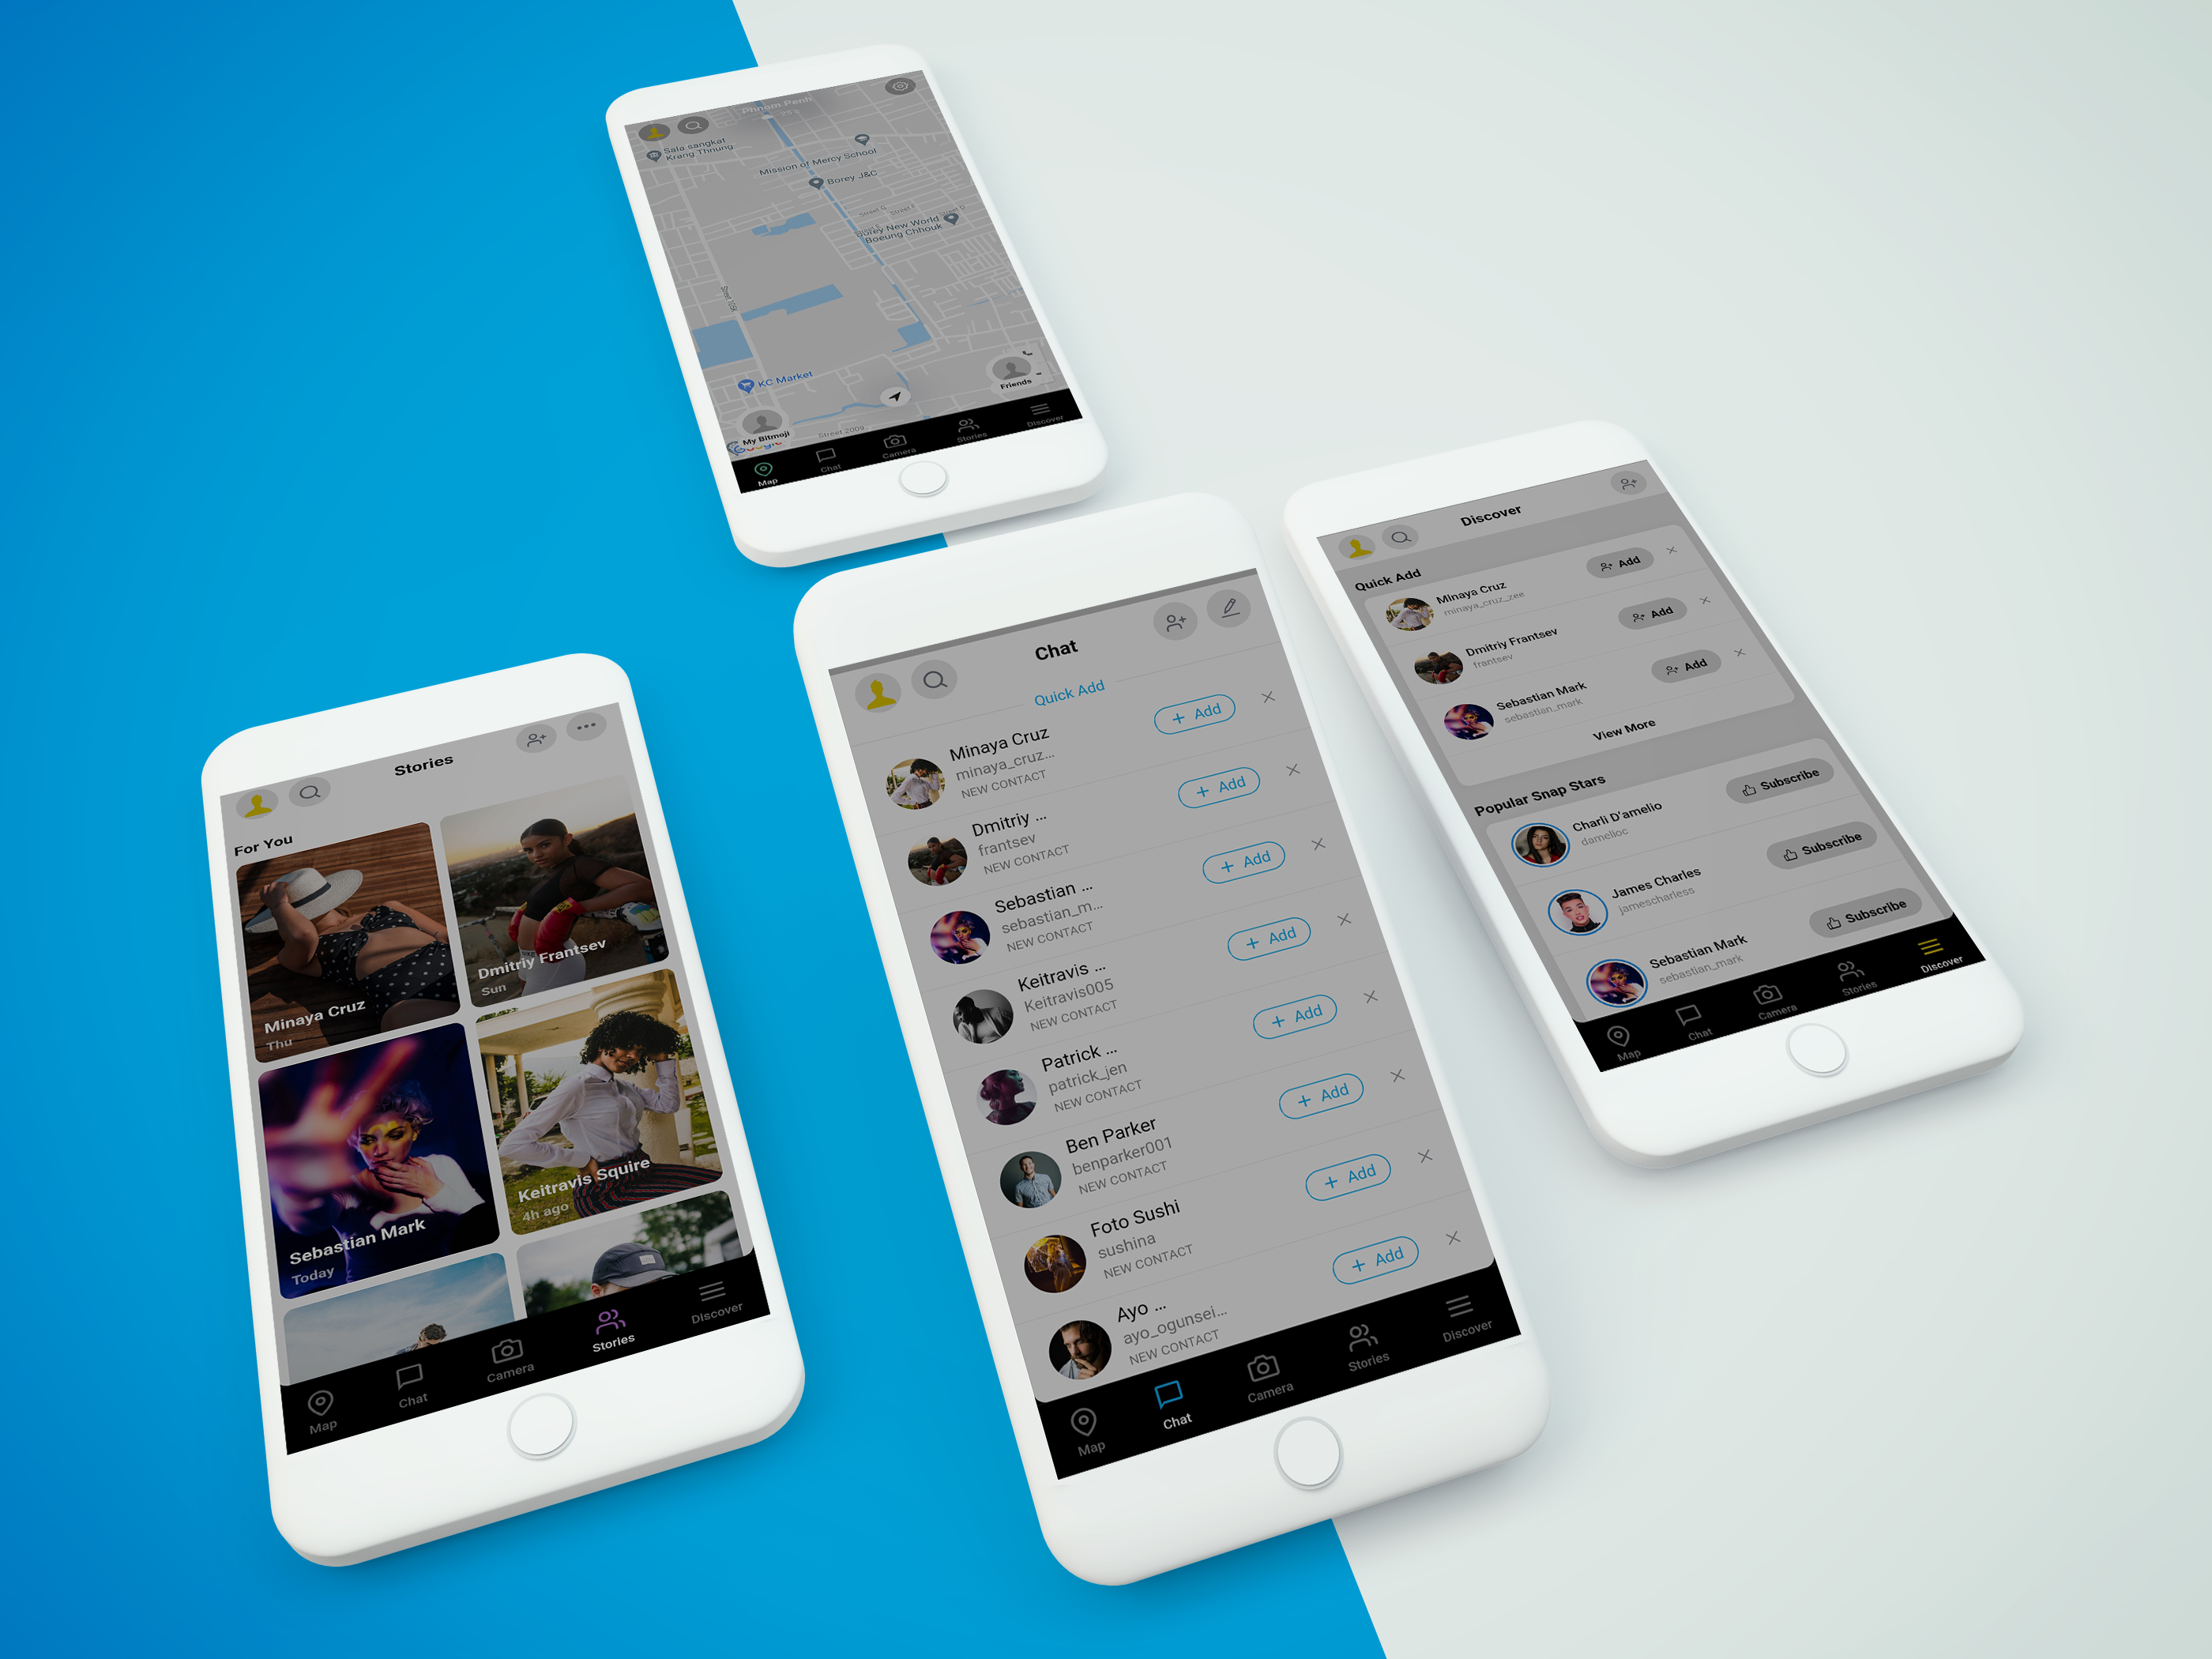 Phnom Penh
Sala sangkat
Krang Thnung
Mission of Mercy School
Borey J&C
Street G
Street F
Street D
Borey New World
Boeung Chhouk
KC Market
Friends
My Bitmoji
Google
Street 2009
Map
Chat
Camera
Stories
Discover
Stories
For You
Minaya Cruz
Thu
Dmitriy Frantsev
Sun
Sebastian Mark
Today
Keitravis Squire
4h ago
Map
Chat
Camera
Stories
Discover
Chat
Quick Add
Minaya Cruz
minaya_cruz...
NEW CONTACT
+ Add
Dmitriy ...
frantsev
NEW CONTACT
+ Add
Sebastian ...
sebastian_m...
NEW CONTACT
+ Add
Keitravis ...
Keitravis005
NEW CONTACT
+ Add
Patrick ...
patrick_jen
NEW CONTACT
+ Add
Ben Parker
benparker001
NEW CONTACT
+ Add
Foto Sushi
sushina
NEW CONTACT
+ Add
Ayo ...
ayo_ogunsei...
NEW CONTACT
+ Add
Map
Chat
Camera
Stories
Discover
Discover
Quick Add
Minaya Cruz
minaya_cruz_zee
Add
Dmitriy Frantsev
frantsev
Add
Sebastian Mark
sebastian_mark
Add
View More
Popular Snap Stars
Charli D'amelio
damelioc
Subscribe
James Charles
jamescharless
Subscribe
Sebastian Mark
sebastian_mark
Subscribe
Map
Chat
Camera
Stories
Discover